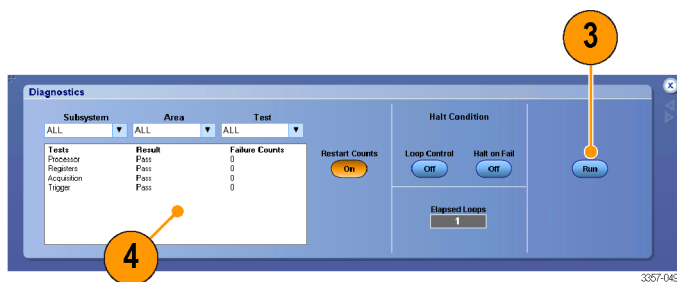 3
Diagnostics
X
Subsystem Area Test
ALL ALL ALL
Halt Condition
Tests Result Failure Counts
Processor Pass 0
Registers Pass 0
Acquisition Pass 0
Trigger Pass 0
Restart Counts
On
Loop Control Halt on Fail
Off Off
Run
Elapsed Loops
1
4
3357-049